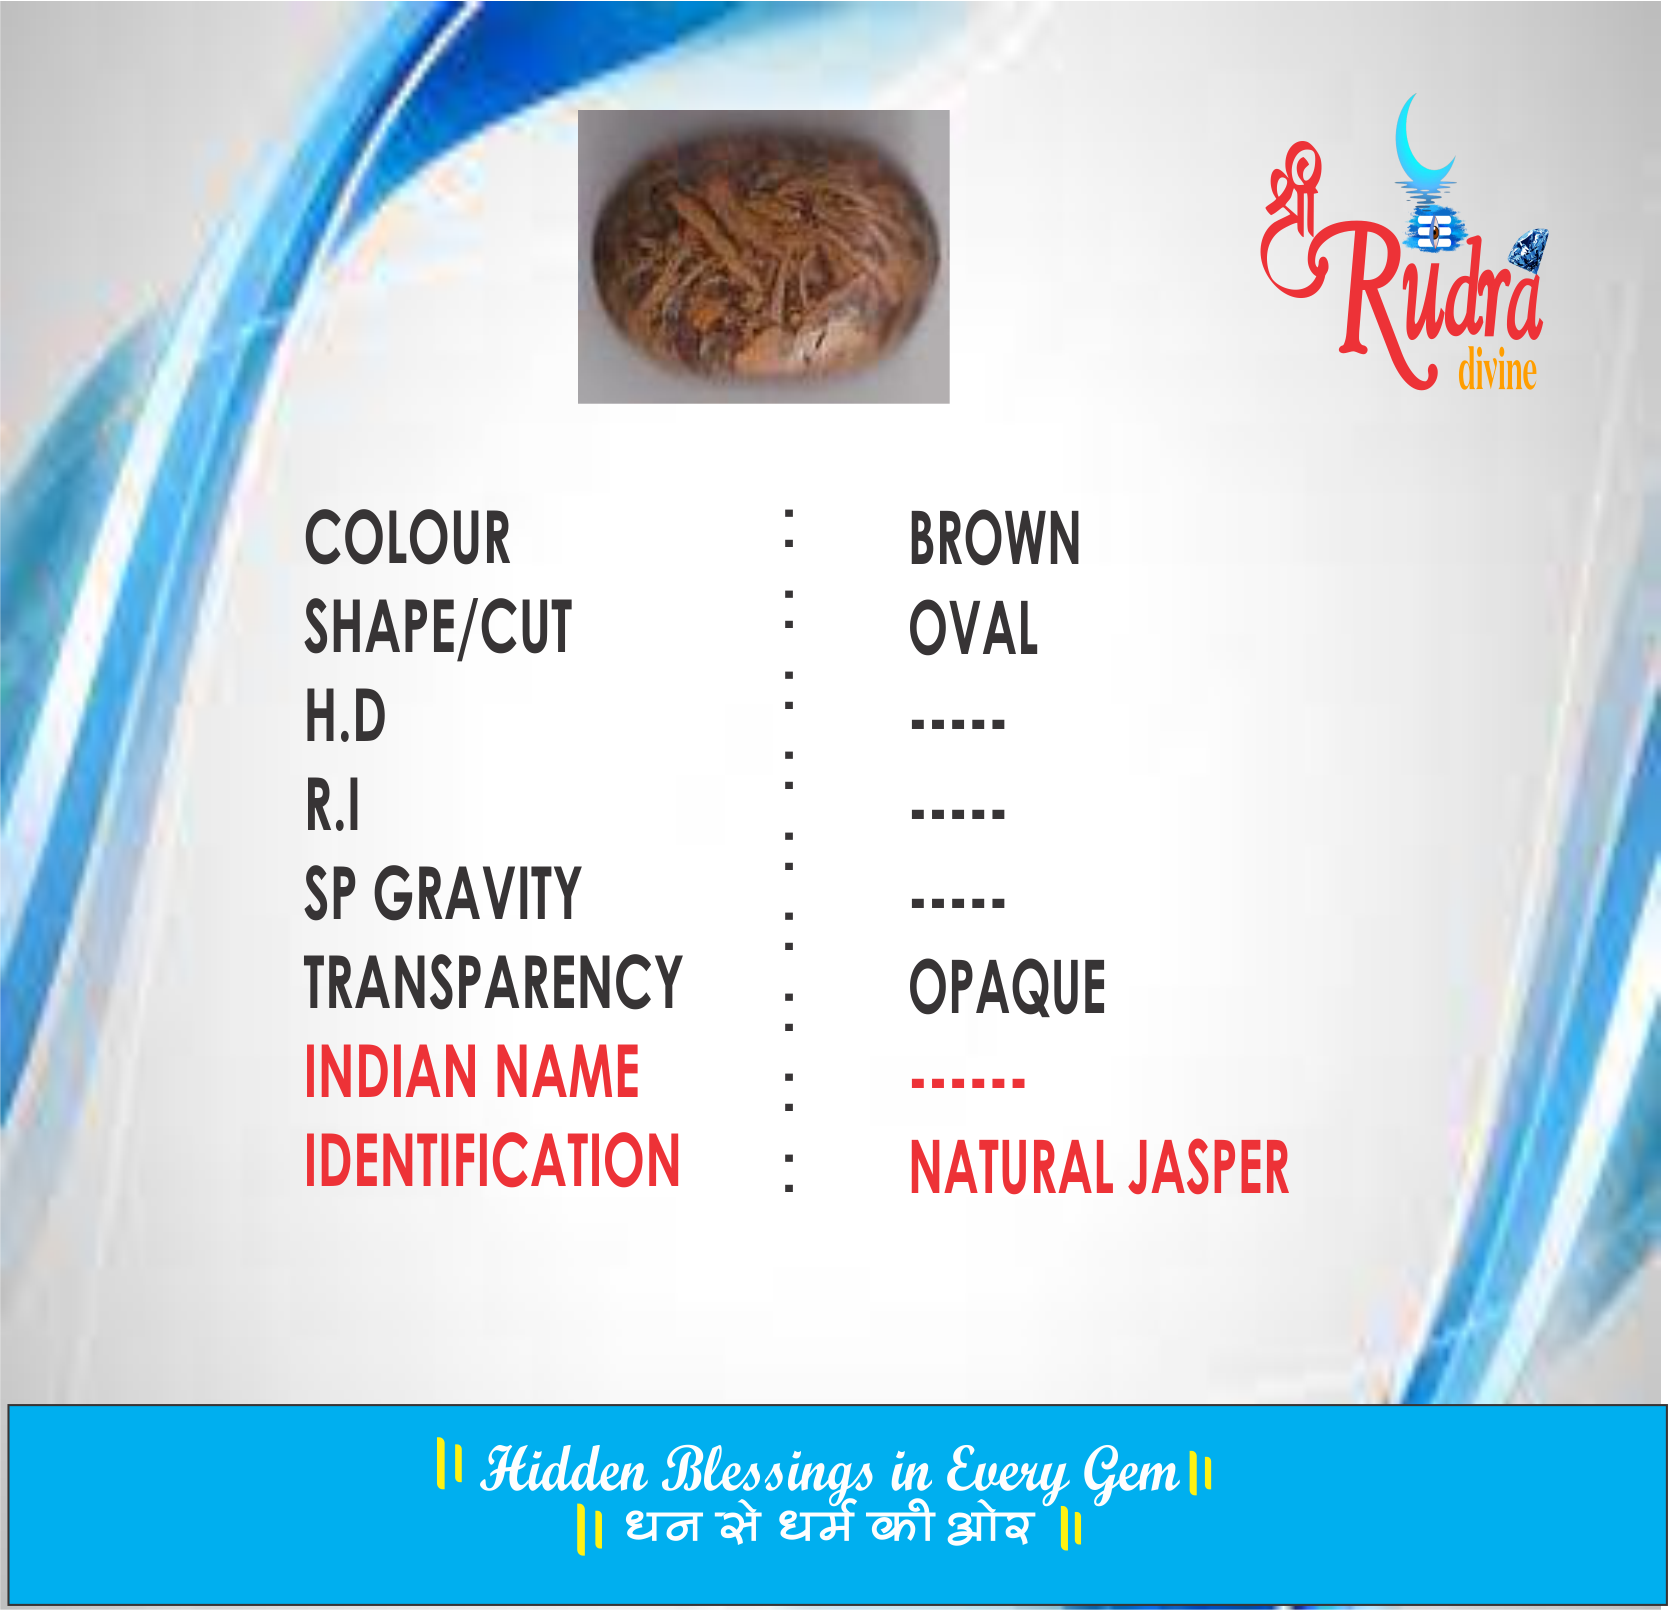 श्री
Rudra
divine
COLOUR : BROWN
SHAPE/CUT : OVAL
H.D : -----
R.I : -----
SP GRAVITY : -----
TRANSPARENCY : OPAQUE
INDIAN NAME : ------
IDENTIFICATION : NATURAL JASPER
|| Hidden Blessings in Every Gem ||
|| धन से धर्म की ओर ||